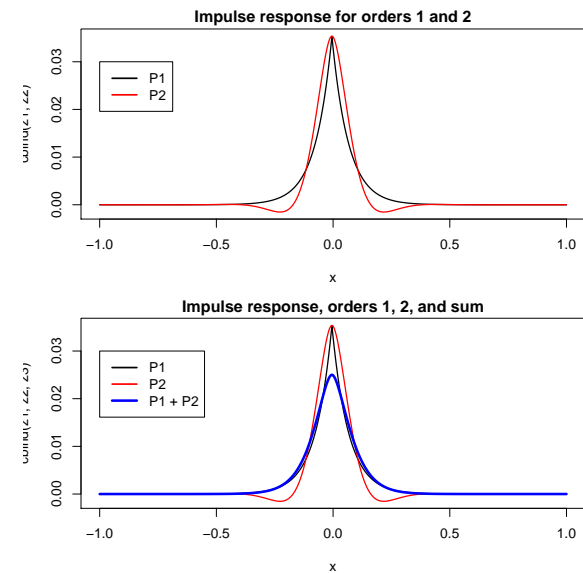 Impulse response for orders 1 and 2
0.03
0.02
0.01
0.00
P1
P2
−1.0 −0.5 0.0 0.5 1.0
x
Impulse response, orders 1, 2, and sum
0.03
0.02
0.01
0.00
P1
P2
P1 + P2
−1.0 −0.5 0.0 0.5 1.0
x